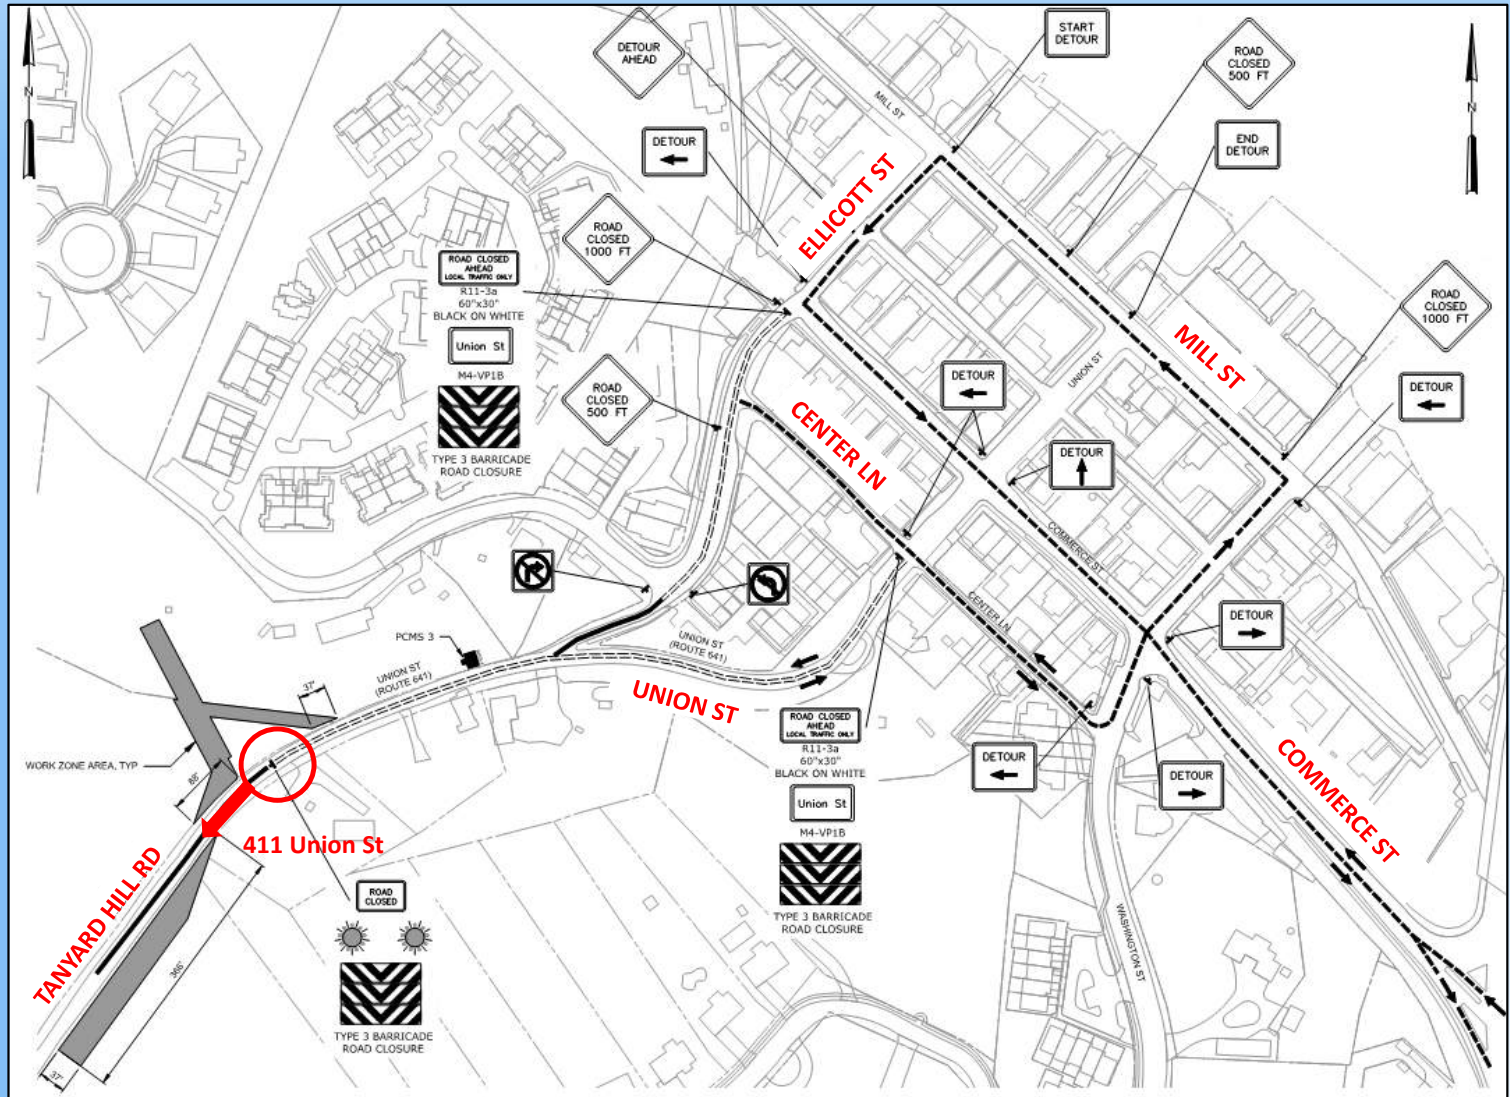 DETOUR
AHEAD
START
DETOUR
ROAD
CLOSED
500 FT
N
N
MILL ST
DETOUR
END
DETOUR
ELLICOTT ST
ROAD
CLOSED
1000 FT
ROAD CLOSED
AHEAD
LOCAL TRAFFIC ONLY
R11-3a
60"x30"
BLACK ON WHITE
Union St
M4-VP1B
TYPE 3 BARRICADE
ROAD CLOSURE
ROAD
CLOSED
500 FT
ROAD
CLOSED
1000 FT
MILL ST
UNION ST
DETOUR
DETOUR
CENTER LN
DETOUR
COMMERCE ST
CENTER LN
DETOUR
PCMS 3
UNION ST
(ROUTE 641)
UNION ST
(ROUTE 641)
UNION ST
37'
WORK ZONE AREA, TYP
88'
411 Union St
TANYARD HILL RD
366'
37'
ROAD
CLOSED
TYPE 3 BARRICADE
ROAD CLOSURE
ROAD CLOSED
AHEAD
LOCAL TRAFFIC ONLY
R11-3a
60"x30"
BLACK ON WHITE
Union St
M4-VP1B
TYPE 3 BARRICADE
ROAD CLOSURE
DETOUR
DETOUR
COMMERCE ST
WASHINGTON ST